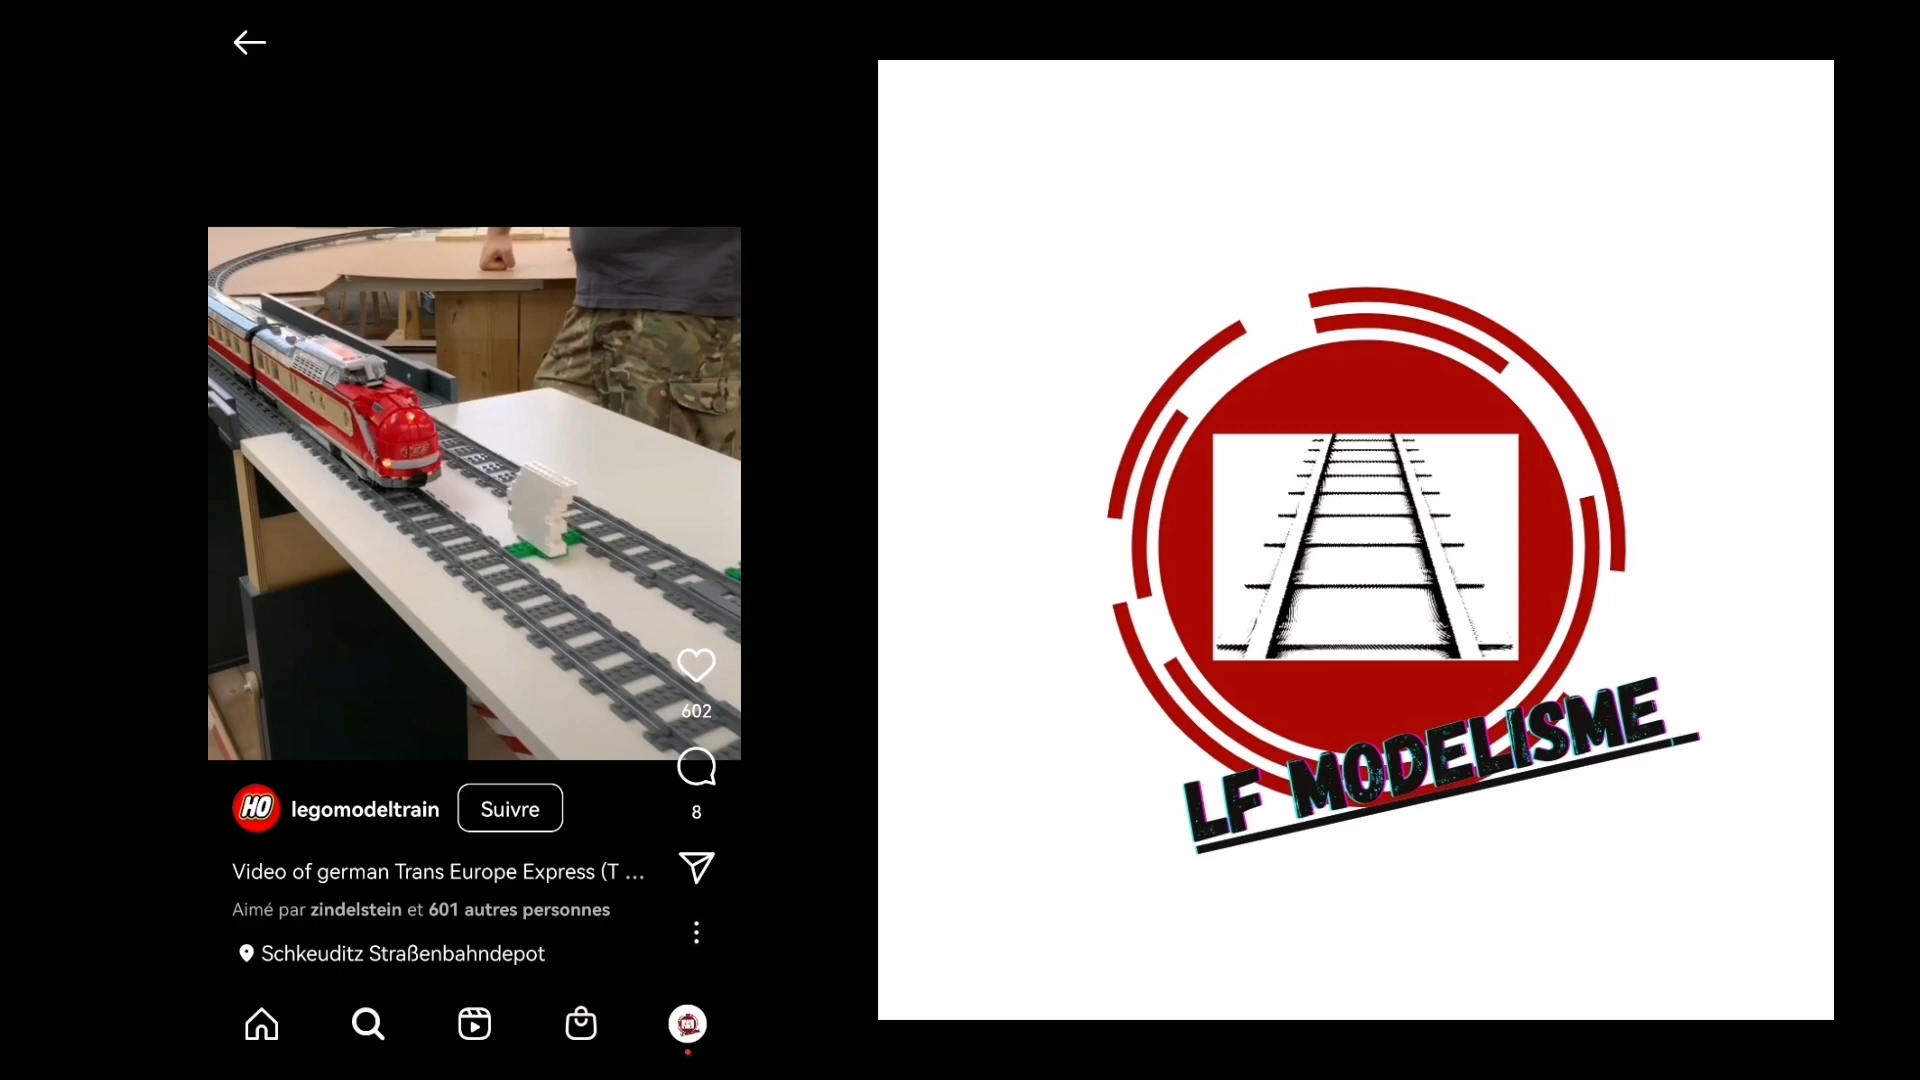 602
8
HO
legomodeltrain
Suivre
Video of german Trans Europe Express (T ...
Aimé par zindelstein et 601 autres personnes
Schkeuditz Straßenbahndepot
LF MODELISME